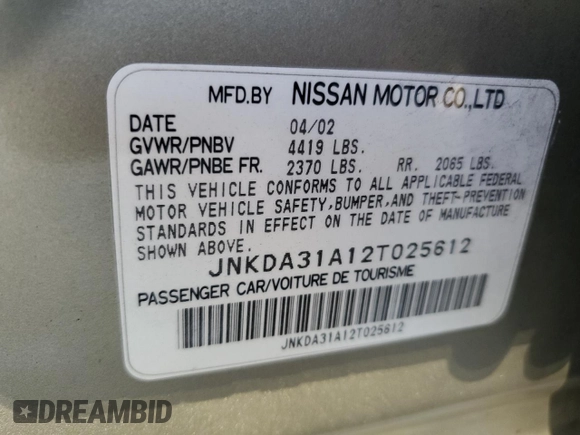 MFD.BY NISSAN MOTOR CO.,LTD
DATE 04/02
GVWR/PNBV 4419 LBS.
GAWR/PNBE FR. 2370 LBS. RR. 2065 LBS.
THIS VEHICLE CONFORMS TO ALL APPLICABLE FEDERAL
MOTOR VEHICLE SAFETY,BUMPER,AND THEFT-PREVENTION
STANDARDS IN EFFECT ON THE DATE OF MANUFACTURE
SHOWN ABOVE.
JNKDA31A12T025612
PASSENGER CAR/VOITURE DE TOURISME
JNKDA31A12T025612
DREAMBID